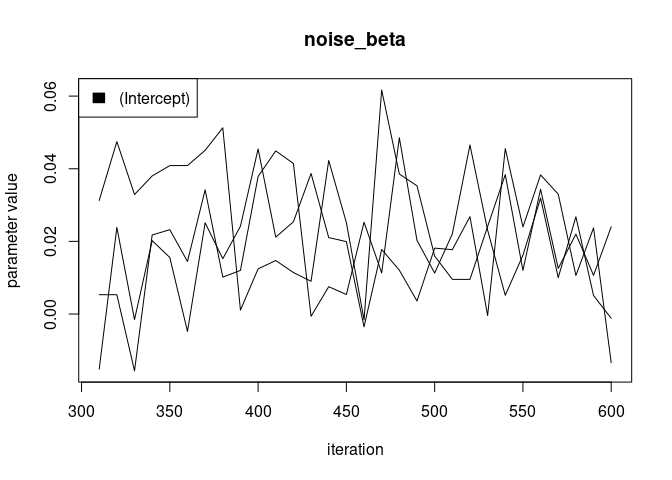 noise_beta
(Intercept)
parameter value
0.06
0.04
0.02
0.00
300 350 400 450 500 550 600
iteration